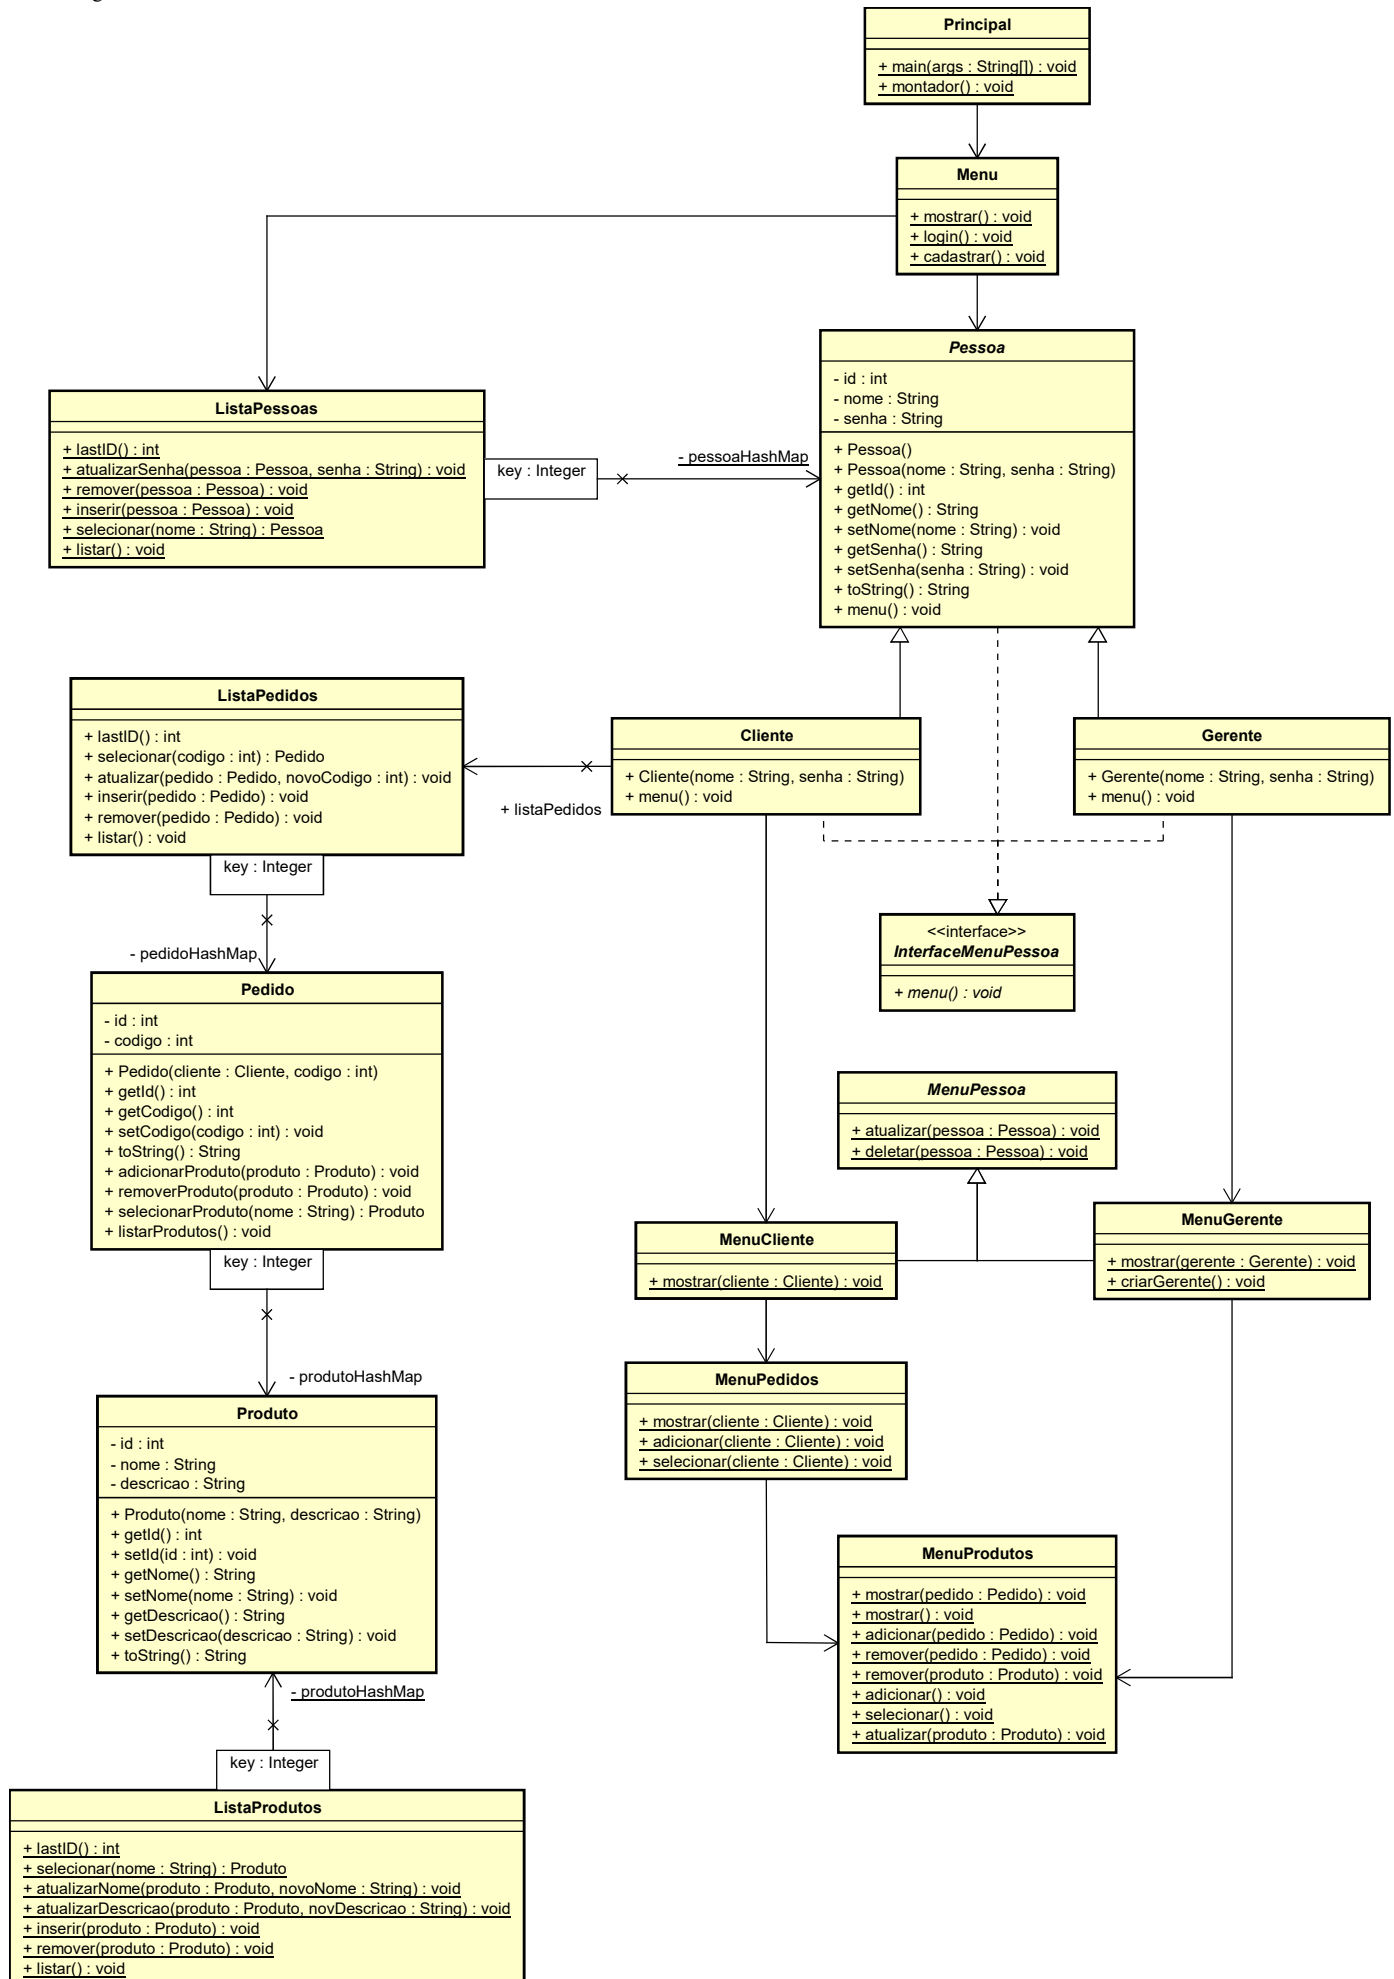 Principal
+ main(args : String[]) : void
+ montador() : void
Menu
+ mostrar() : void
+ login() : void
+ cadastrar() : void
Pessoa
- id : int
- nome : String
- senha : String
+ Pessoa()
+ Pessoa(nome : String, senha : String)
+ getId() : int
+ getNome() : String
+ setNome(nome : String) : void
+ getSenha() : String
+ setSenha(senha : String) : void
+ toString() : String
+ menu() : void
ListaPessoas
+ lastID() : int
+ atualizarSenha(pessoa : Pessoa, senha : String) : void
+ remover(pessoa : Pessoa) : void
+ inserir(pessoa : Pessoa) : void
+ selecionar(nome : String) : Pessoa
+ listar() : void
key : Integer
- pessoaHashMap
ListaPedidos
+ lastID() : int
+ selecionar(codigo : int) : Pedido
+ atualizar(pedido : Pedido, novoCodigo : int) : void
+ inserir(pedido : Pedido) : void
+ remover(pedido : Pedido) : void
+ listar() : void
key : Integer
+ listaPedidos
Cliente
+ Cliente(nome : String, senha : String)
+ menu() : void
Gerente
+ Gerente(nome : String, senha : String)
+ menu() : void
<<interface>>
InterfaceMenuPessoa
+ menu() : void
- pedidoHashMap
Pedido
- id : int
- codigo : int
+ Pedido(cliente : Cliente, codigo : int)
+ getId() : int
+ getCodigo() : int
+ setCodigo(codigo : int) : void
+ toString() : String
+ adicionarProduto(produto : Produto) : void
+ removerProduto(produto : Produto) : void
+ selecionarProduto(nome : String) : Produto
+ listarProdutos() : void
key : Integer
MenuPessoa
+ atualizar(pessoa : Pessoa) : void
+ deletar(pessoa : Pessoa) : void
MenuCliente
+ mostrar(cliente : Cliente) : void
MenuGerente
+ mostrar(gerente : Gerente) : void
+ criarGerente() : void
MenuPedidos
+ mostrar(cliente : Cliente) : void
+ adicionar(cliente : Cliente) : void
+ selecionar(cliente : Cliente) : void
- produtoHashMap
Produto
- id : int
- nome : String
- descricao : String
+ Produto(nome : String, descricao : String)
+ getId() : int
+ setId(id : int) : void
+ getNome() : String
+ setNome(nome : String) : void
+ getDescricao() : String
+ setDescricao(descricao : String) : void
+ toString() : String
MenuProdutos
+ mostrar(pedido : Pedido) : void
+ mostrar() : void
+ adicionar(pedido : Pedido) : void
+ remover(pedido : Pedido) : void
+ remover(produto : Produto) : void
+ adicionar() : void
+ selecionar() : void
+ atualizar(produto : Produto) : void
- produtoHashMap
key : Integer
ListaProdutos
+ lastID() : int
+ selecionar(nome : String) : Produto
+ atualizarNome(produto : Produto, novoNome : String) : void
+ atualizarDescricao(produto : Produto, novDescricao : String) : void
+ inserir(produto : Produto) : void
+ remover(produto : Produto) : void
+ listar() : void